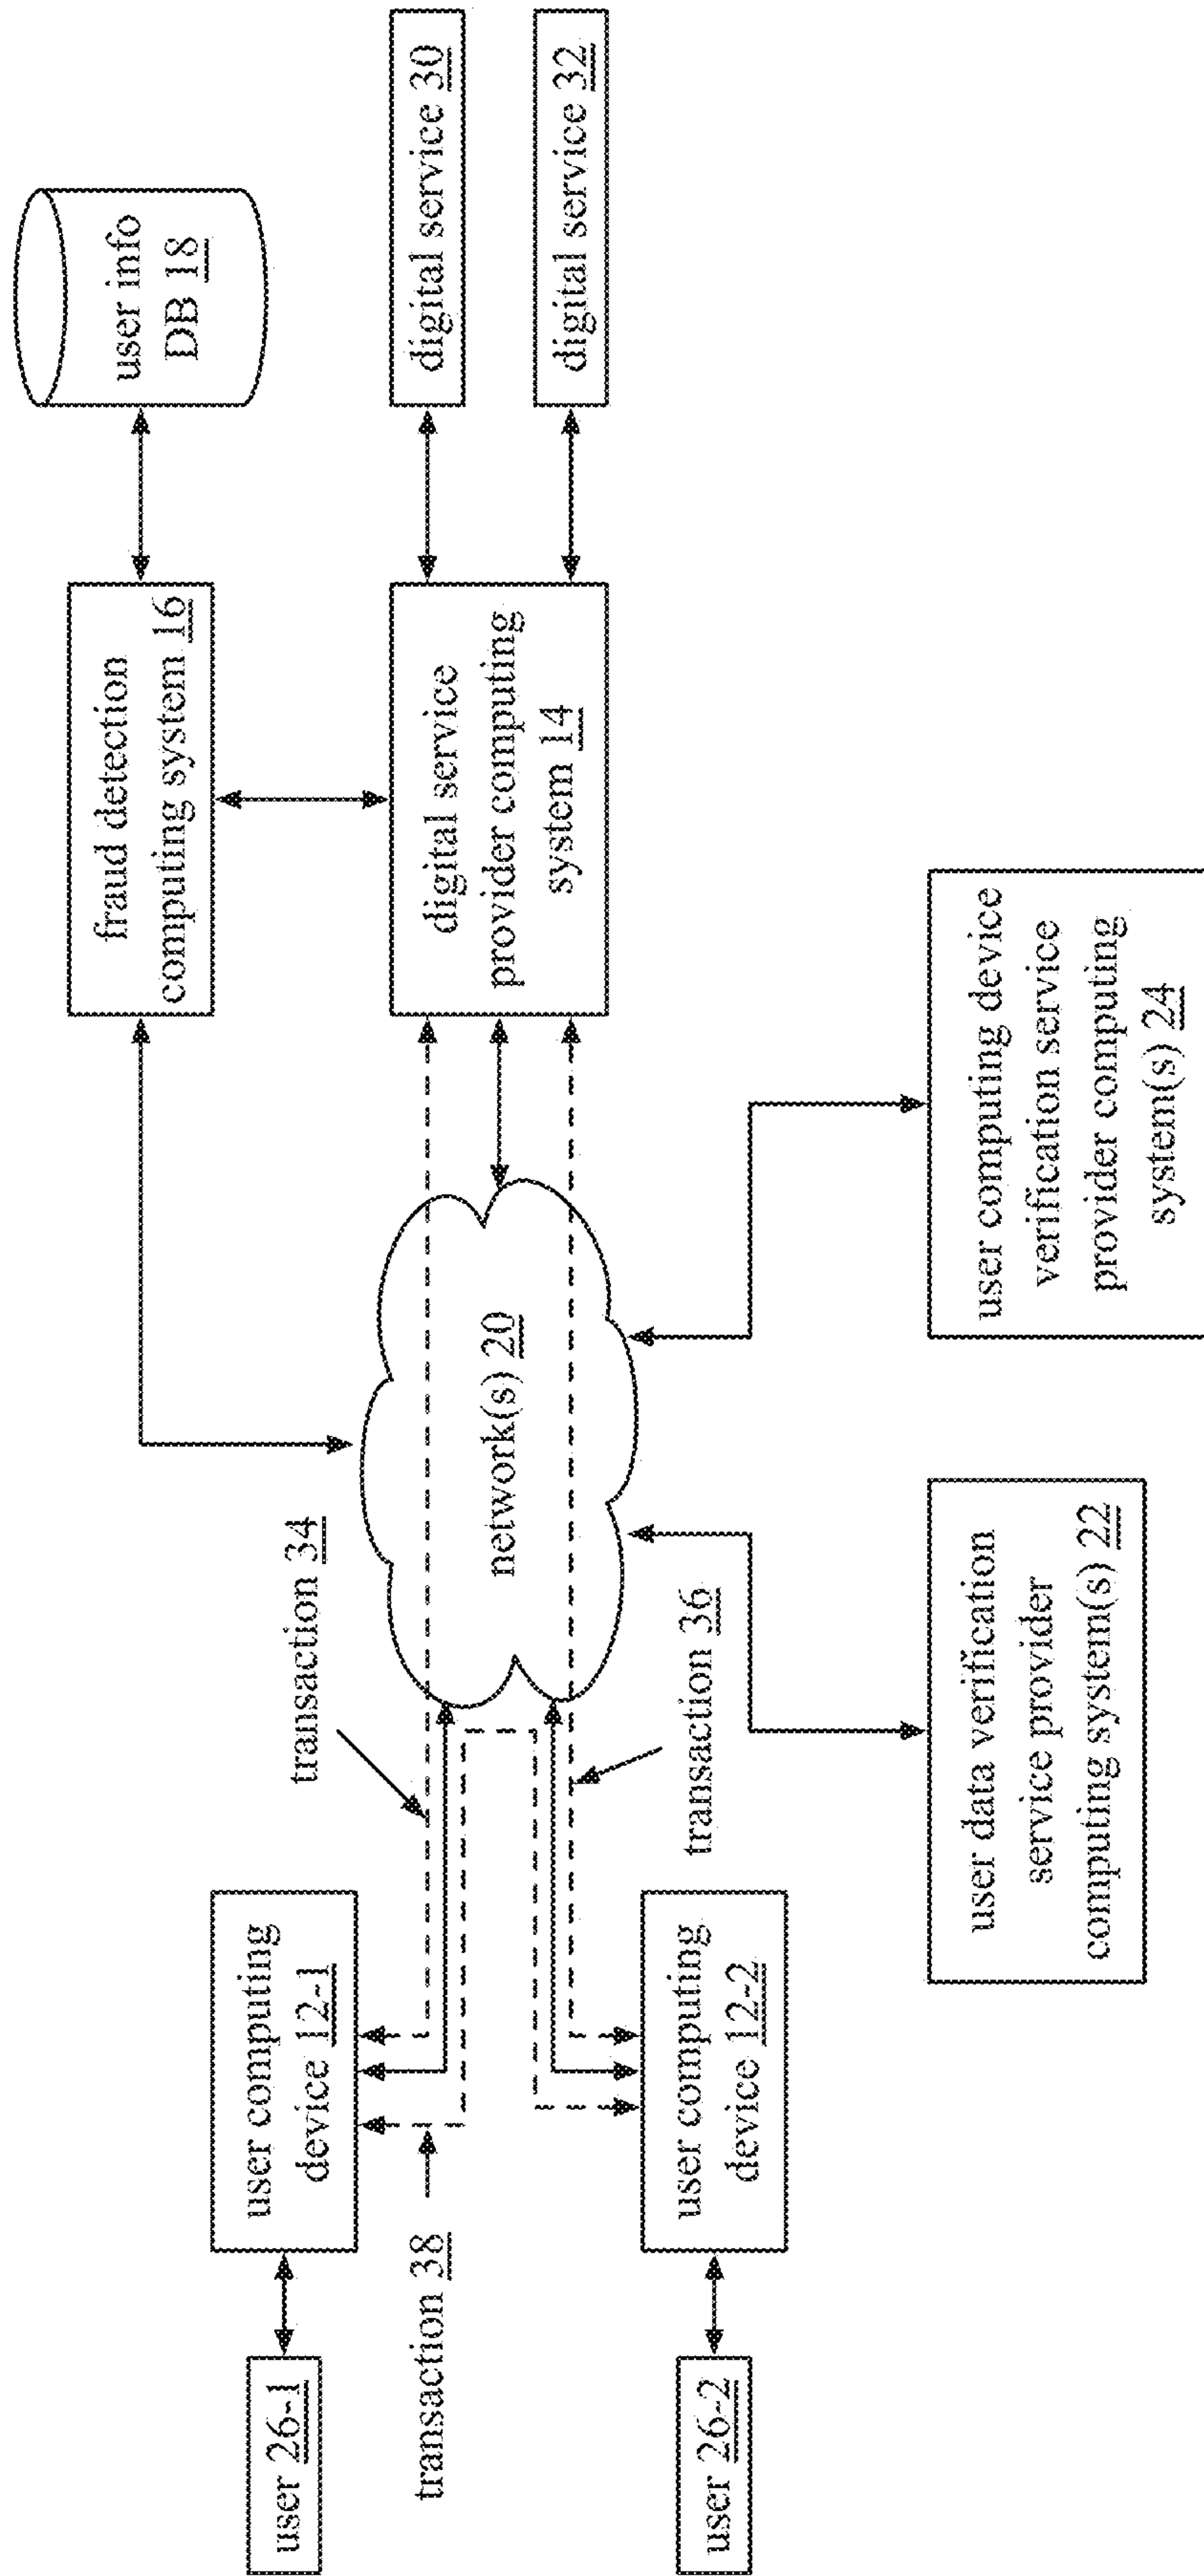 user info
DB 18
fraud detection
computing system 16
digital service 30
digital service 32
digital service
provider computing
system 14
transaction 34
network(s) 20
transaction 36
user computing
device 12-1
user 26-1
transaction 38
user computing
device 12-2
user 26-2
user data verification
service provider
computing system(s) 22
user computing device
verification service
provider computing
system(s) 24